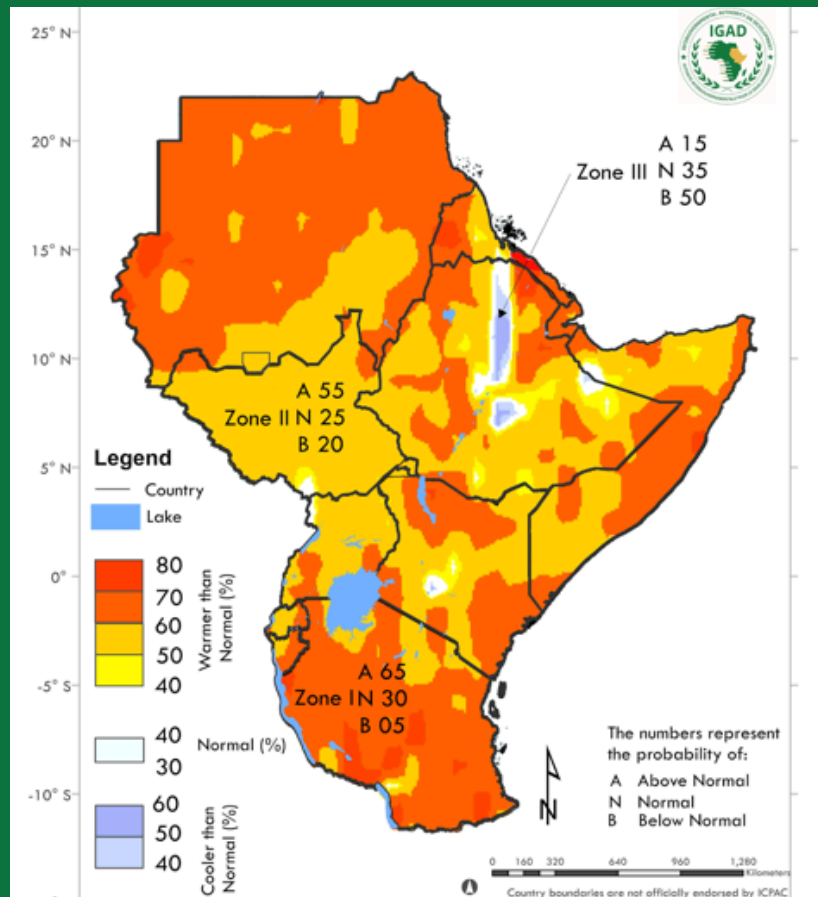 25° N
IGAD
20° N
A 15
Zone III N 35
B 50
15° N
10° N
A 55
Zone II N 25
B 20
Legend
5° N
Country
Lake
80
70
60
50
40
Warmer than
Normal (%)
0°
-5° S
A 65
Zone I N 30
B 05
40
30
Normal (%)
The numbers represent
the probability of:
A Above Normal
N Normal
B Below Normal
-10° S
N
60
50
40
Cooler than
Normal (%)
0 160 320 640 960 1,280
Kilometers
Country boundaries are not officially endorsed by ICPAC